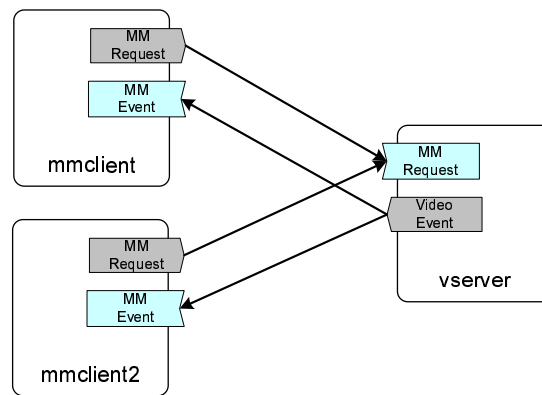 MM
Request
MM
Event
mmclient
MM
Request
MM
Event
mmclient2
MM
Request
Video
Event
vserver